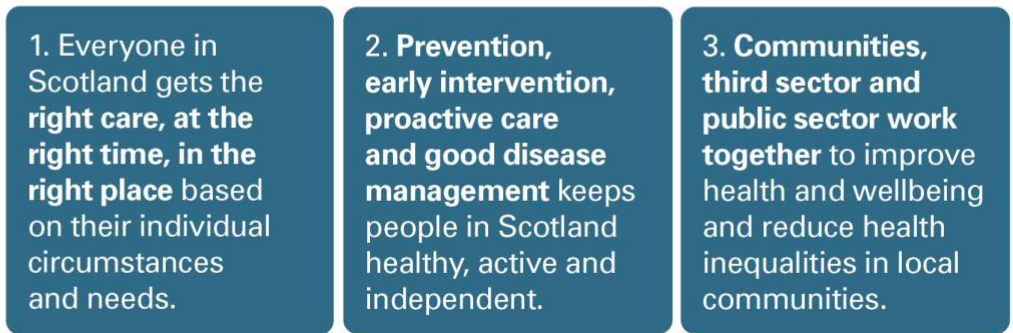 1. Everyone in
Scotland gets the
right care, at the
right time, in the
right place based
on their individual
circumstances
and needs.
2. Prevention,
early intervention,
proactive care
and good disease
management keeps
people in Scotland
healthy, active and
independent.
3. Communities,
third sector and
public sector work
together to improve
health and wellbeing
and reduce health
inequalities in local
communities.